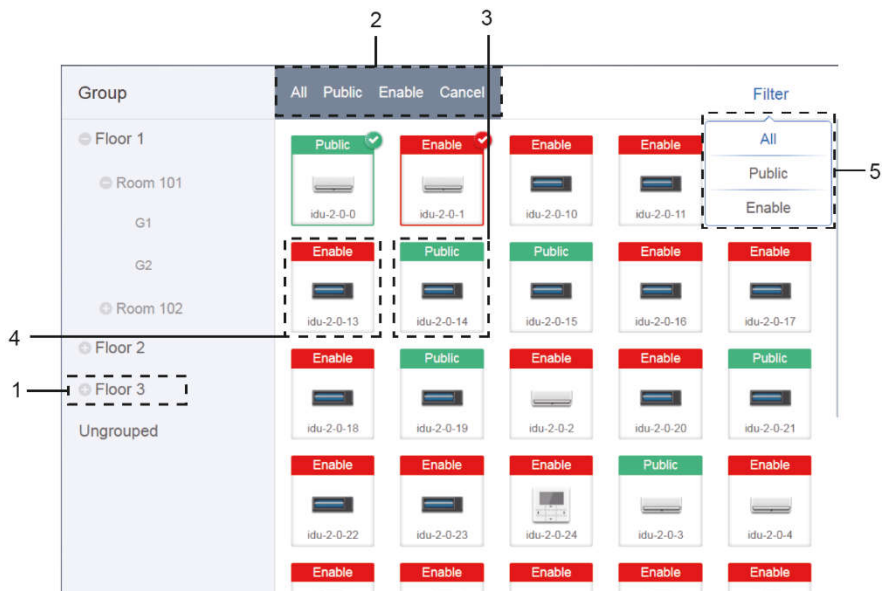 2
3
Group
All Public Enable Cancel
Filter
Floor 1
Room 101
G1
G2
Room 102
Floor 2
Floor 3
Ungrouped
4
1
Public Enable Enable Enable
idu-2-0-0 idu-2-0-1 idu-2-0-10 idu-2-0-11
All
Public
Enable
5
Enable Public Public Enable Enable
idu-2-0-13 idu-2-0-14 idu-2-0-15 idu-2-0-16 idu-2-0-17
Enable Public Enable Enable Public
idu-2-0-18 idu-2-0-19 idu-2-0-2 idu-2-0-20 idu-2-0-21
Enable Enable Enable Public Enable
idu-2-0-22 idu-2-0-23 idu-2-0-24 idu-2-0-3 idu-2-0-4
Enable Enable Enable Enable Enable